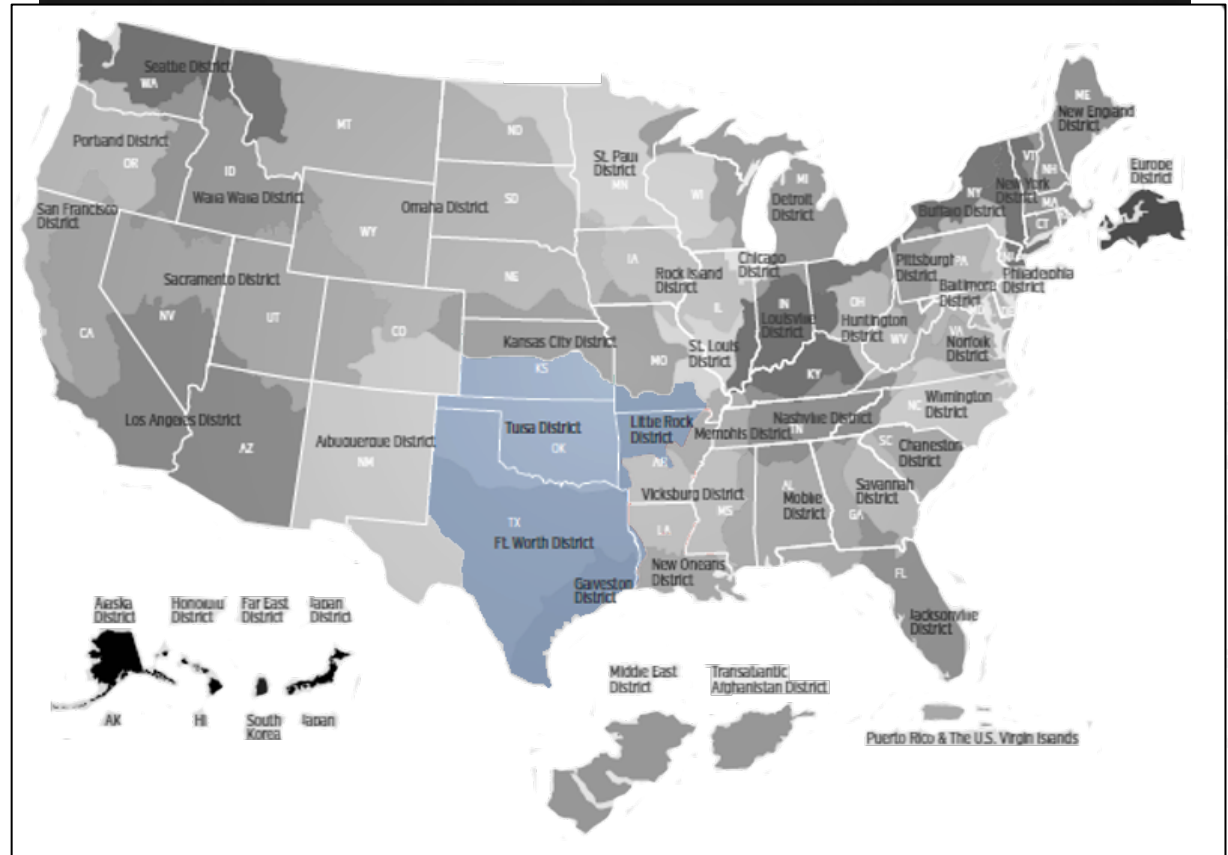 Seattle District
WA
Portland District
OR
ID
Walla Walla District
MT
ND
St. Paul
District
MN
SD
Omaha District
WY
WI
MI
Detroit
District
ME
New England
District
VT
NH
NY
New York
District
MA
CT
Buffalo District
Europe
District
San Francisco
District
Sacramento District
NV
UT
CA
CO
NE
IA
Rock Island
District
Chicago
District
IL
IN
Louisville
District
OH
Huntington
District
WV
Pittsburgh
District
PA
Baltimore
District
Philadelphia
District
MD
DE
VA
Norfolk
District
Kansas City District
KS
MO
St. Louis
District
KY
Los Angeles District
AZ
Albuquerque District
NM
Tulsa District
OK
Little Rock
District
AR
Memphis District
Nashville District
TN
NC
Wilmington
District
SC
Charleston
District
Savannah
District
GA
AL
Mobile
District
MS
Vicksburg District
LA
New Orleans
District
TX
Ft. Worth District
Galveston
District
FL
Jacksonville
District
Alaska
District
Honolulu
District
Far East
District
Japan
District
AK
HI
South
Korea
Japan
Middle East
District
Transatlantic
Afghanistan District
Puerto Rico & The U.S. Virgin Islands